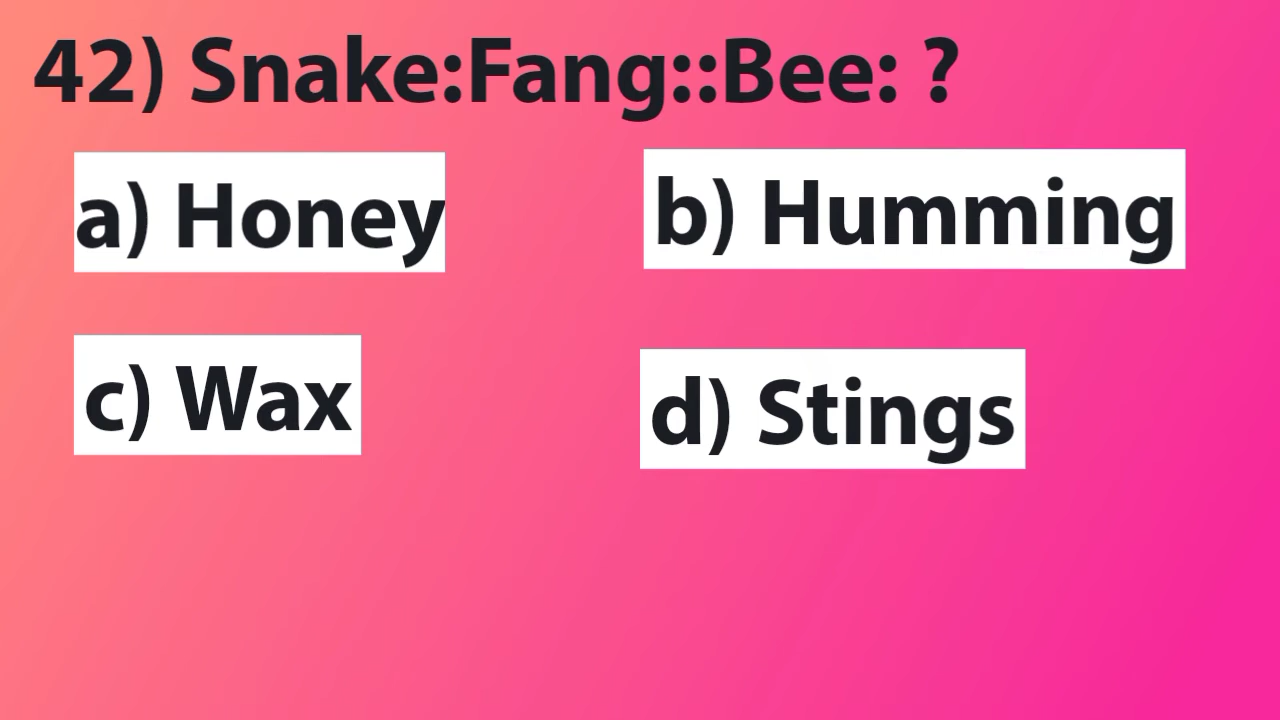 42) Snake:Fang::Bee: ?
a) Honey
b) Humming
c) Wax
d) Stings